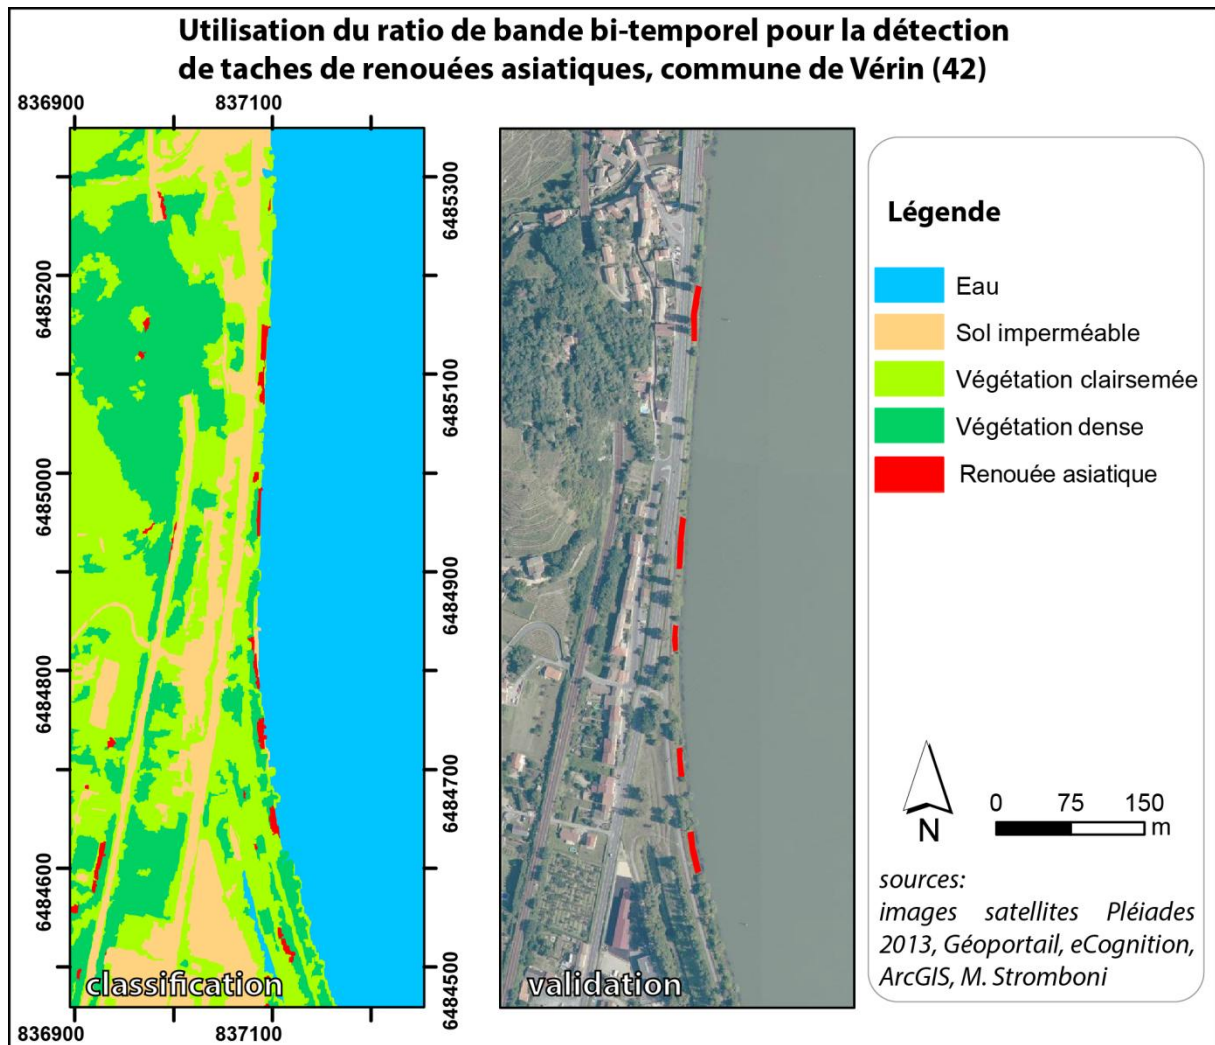 Utilisation du ratio de bande bi-temporel pour la détection
de taches de renouées asiatiques, commune de Vérin (42)
836900
837100
6485300
6485200
6485100
6485000
6484900
6484800
6484700
6484600
6484500
836900
837100
classification
validation
Légende
Eau
Sol imperméable
Végétation clairsemée
Végétation dense
Renouée asiatique
N
0 75 150
m
sources:
images satellites Pléiades
2013, Géoportail, eCognition,
ArcGIS, M. Stromboni